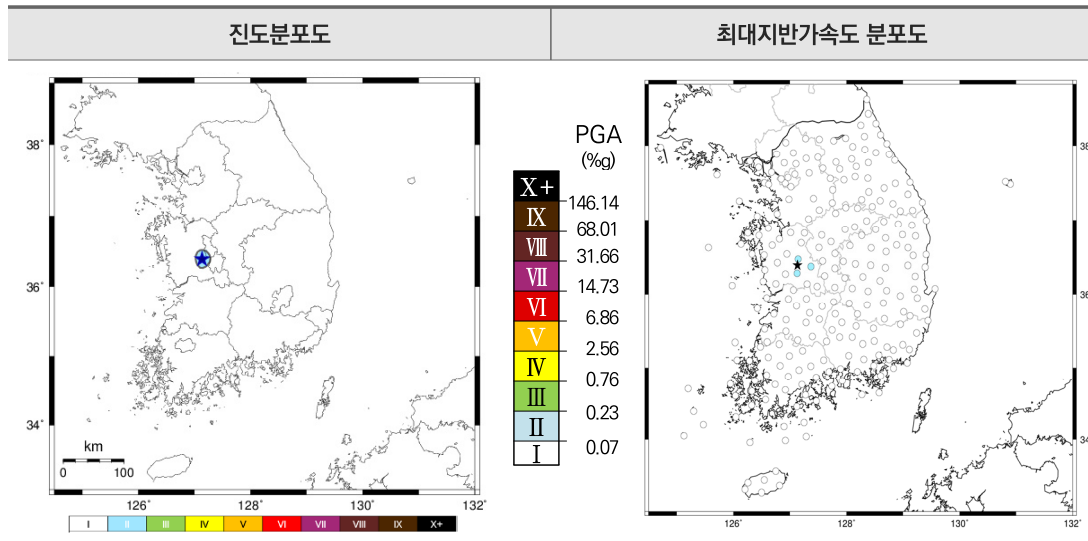 진도분포도
최대지반가속도 분포도
38°
36°
34°
km
0 100
126° 128° 130° 132°
I II III IV V VI VII VIII IX X+
PGA
(%g)
X+
146.14
IX
68.01
VIII
31.66
VII
14.73
VI
6.86
V
2.56
IV
0.76
III
0.23
II
0.07
I
38
36
34
126° 128° 130° 132°